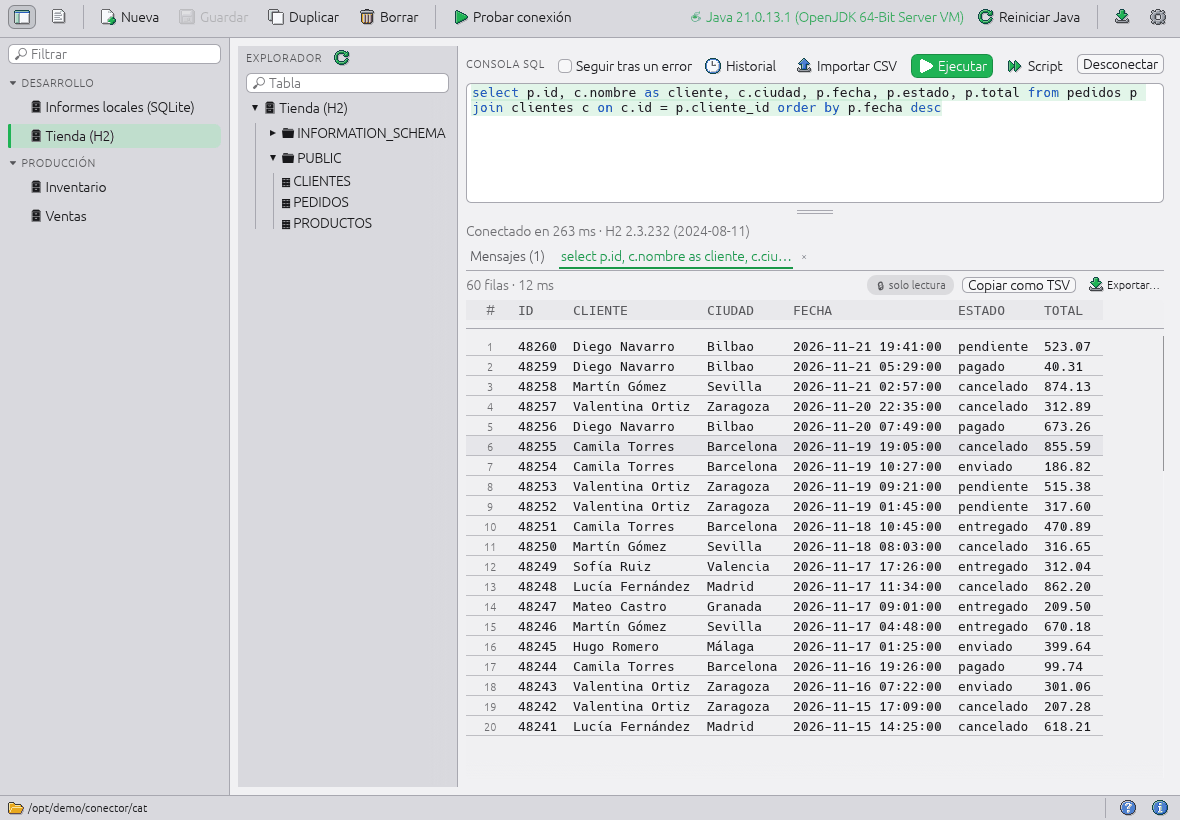 Nueva Guardar Duplicar Borrar Probar conexión Java 21.0.13.1 (OpenJDK 64-Bit Server VM) Reiniciar Java
Filtrar
DESARROLLO
Informes locales (SQLite)
Tienda (H2)
PRODUCCIÓN
Inventario
Ventas
EXPLORADOR
Tabla
Tienda (H2)
INFORMATION_SCHEMA
PUBLIC
CLIENTES
PEDIDOS
PRODUCTOS
CONSOLA SQL Seguir tras un error Historial Importar CSV Ejecutar Script Desconectar
select p.id, c.nombre as cliente, c.ciudad, p.fecha, p.estado, p.total from pedidos p
join clientes c on c.id = p.cliente_id order by p.fecha desc
Conectado en 263 ms · H2 2.3.232 (2024-08-11)
Mensajes (1) select p.id, c.nombre as cliente, c.ciu... ×
60 filas · 12 ms solo lectura Copiar como TSV Exportar...
# ID CLIENTE CIUDAD FECHA ESTADO TOTAL
1 48260 Diego Navarro Bilbao 2026-11-21 19:41:00 pendiente 523.07
2 48259 Diego Navarro Bilbao 2026-11-21 05:29:00 pagado 40.31
3 48258 Martín Gómez Sevilla 2026-11-21 02:57:00 cancelado 874.13
4 48257 Valentina Ortiz Zaragoza 2026-11-20 22:35:00 cancelado 312.89
5 48256 Diego Navarro Bilbao 2026-11-20 07:49:00 pagado 673.26
6 48255 Camila Torres Barcelona 2026-11-19 19:05:00 cancelado 855.59
7 48254 Camila Torres Barcelona 2026-11-19 10:27:00 enviado 186.82
8 48253 Valentina Ortiz Zaragoza 2026-11-19 09:21:00 pendiente 515.38
9 48252 Valentina Ortiz Zaragoza 2026-11-19 01:45:00 pendiente 317.60
10 48251 Camila Torres Barcelona 2026-11-18 10:45:00 entregado 470.89
11 48250 Martín Gómez Sevilla 2026-11-18 08:03:00 cancelado 316.65
12 48249 Sofía Ruiz Valencia 2026-11-17 17:26:00 entregado 312.04
13 48248 Lucía Fernández Madrid 2026-11-17 11:34:00 cancelado 862.20
14 48247 Mateo Castro Granada 2026-11-17 09:01:00 entregado 209.50
15 48246 Martín Gómez Sevilla 2026-11-17 04:48:00 entregado 670.18
16 48245 Hugo Romero Málaga 2026-11-17 01:25:00 enviado 399.64
17 48244 Camila Torres Barcelona 2026-11-16 19:26:00 pagado 99.74
18 48243 Valentina Ortiz Zaragoza 2026-11-16 07:22:00 enviado 301.06
19 48242 Valentina Ortiz Zaragoza 2026-11-15 17:09:00 cancelado 207.28
20 48241 Lucía Fernández Madrid 2026-11-15 14:25:00 cancelado 618.21
/opt/demo/conector/cat